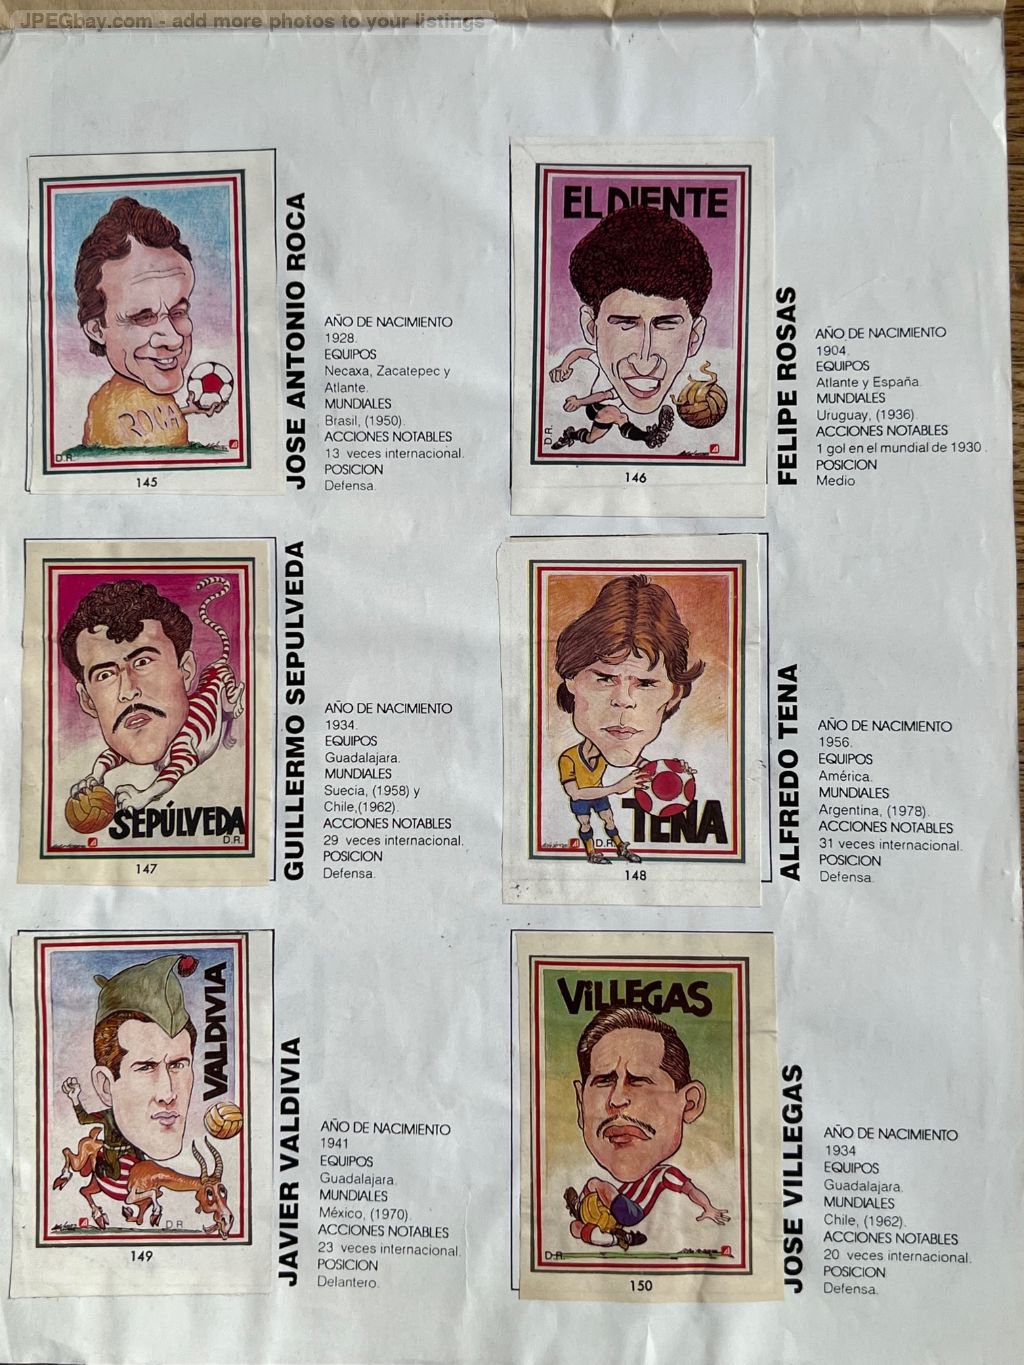 JPEGbay.com - add more photos to your listings
ROCA
D.R.
145
JOSE ANTONIO ROCA
AÑO DE NACIMIENTO
1928.
EQUIPOS
Necaxa, Zacatepec y
Atlante.
MUNDIALES
Brasil, (1950).
ACCIONES NOTABLES
13 veces internacional.
POSICION
Defensa.
EL DIENTE
D.R.
146
FELIPE ROSAS
AÑO DE NACIMIENTO
1904.
EQUIPOS
Atlante y España.
MUNDIALES
Uruguay, (1936).
ACCIONES NOTABLES
1 gol en el mundial de 1930.
POSICION
Medio
SEPÚLVEDA
D.R.
147
GUILLERMO SEPULVEDA
AÑO DE NACIMIENTO
1934.
EQUIPOS
Guadalajara.
MUNDIALES
Suecia, (1958) y
Chile,(1962).
ACCIONES NOTABLES
29 veces internacional.
POSICION
Defensa.
TENA
D.R.
148
ALFREDO TENA
AÑO DE NACIMIENTO
1956.
EQUIPOS
América.
MUNDIALES
Argentina, (1978).
ACCIONES NOTABLES
31 veces internacional.
POSICION
Defensa.
VALDIVIA
D.R.
149
JAVIER VALDIVIA
AÑO DE NACIMIENTO
1941
EQUIPOS
Guadalajara.
MUNDIALES
México, (1970).
ACCIONES NOTABLES
23 veces internacional.
POSICION
Delantero.
ViLLEGAS
D.R.
150
JOSE VILLEGAS
AÑO DE NACIMIENTO
1934
EQUIPOS
Guadalajara.
MUNDIALES
Chile, (1962).
ACCIONES NOTABLES
20 veces internacional.
POSICION
Defensa.